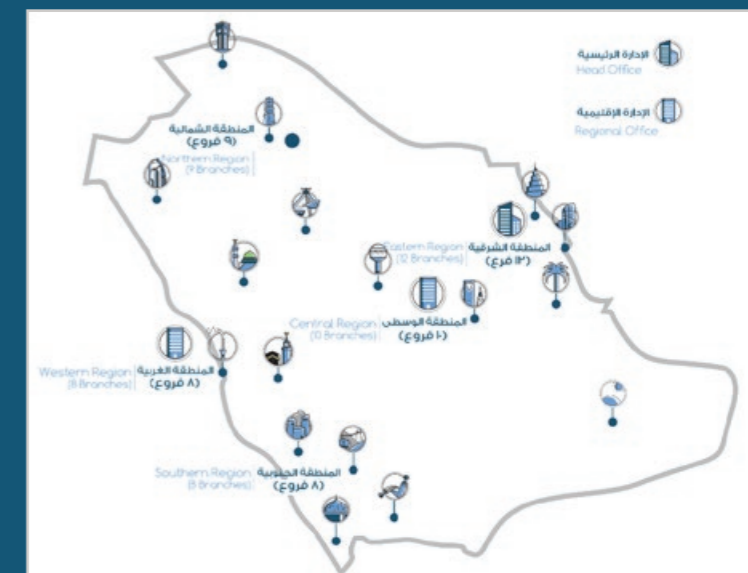 الإدارة الرئيسية
Head Office
الإدارة الإقليمية
Regional Office
المنطقة الشمالية
(٩ فروع)
Northern Region
(9 Branches)
المنطقة الشرقية
(١٢ فرع)
Eastern Region
(12 Branches)
المنطقة الوسطى
(١٠ فروع)
Central Region
(10 Branches)
المنطقة الغربية
(٨ فروع)
Western Region
(8 Branches)
المنطقة الجنوبية
(٨ فروع)
Southern Region
(8 Branches)